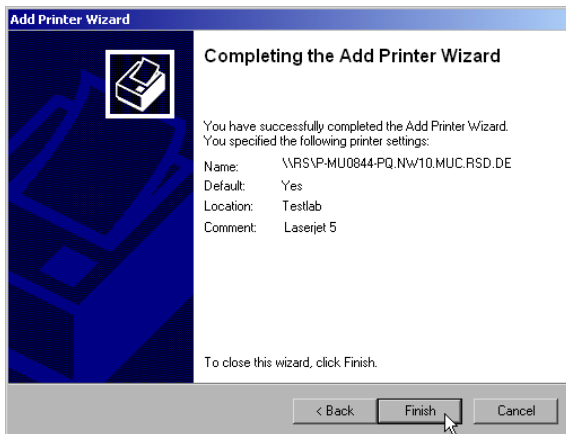 Add Printer Wizard
Completing the Add Printer Wizard
You have successfully completed the Add Printer Wizard.
You specified the following printer settings:
Name: \\RS\P-MU0844-PQ.NW10.MUC.RSD.DE
Default: Yes
Location: Testlab
Comment: Laserjet 5
To close this wizard, click Finish.
< Back Finish Cancel